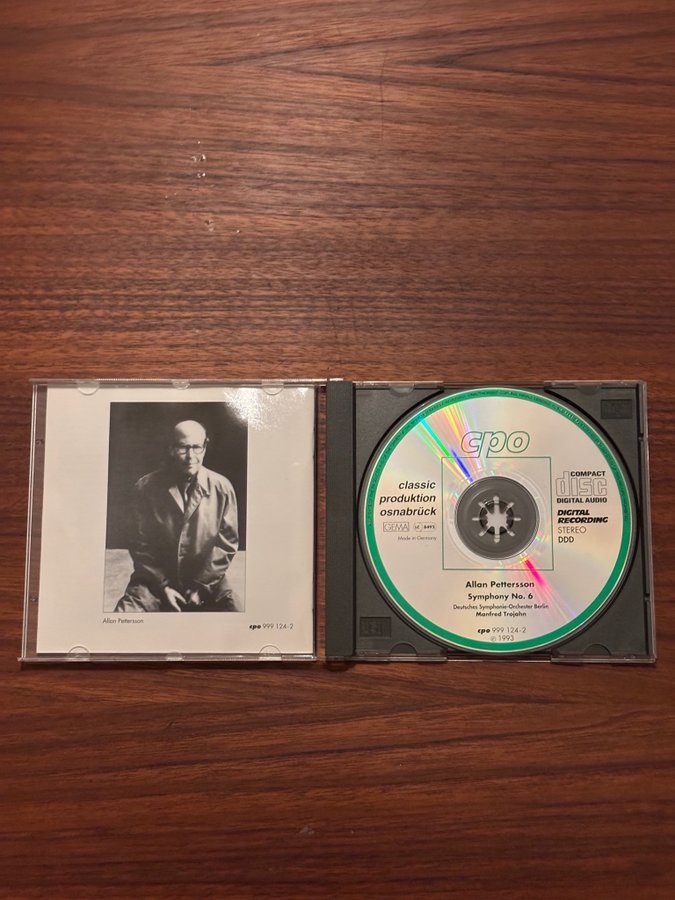 Allan Pettersson
cpo 999 124-2
cpo
classic
produktion
osnabrück
GEMA LC 8492
Made in Germany
COMPACT
disc
DIGITAL AUDIO
DIGITAL
RECORDING
STEREO
DDD
Allan Pettersson
Symphony No. 6
Deutsches Symphonie-Orchester Berlin
Manfred Trojahn
cpo 999 124-2
℗ 1993